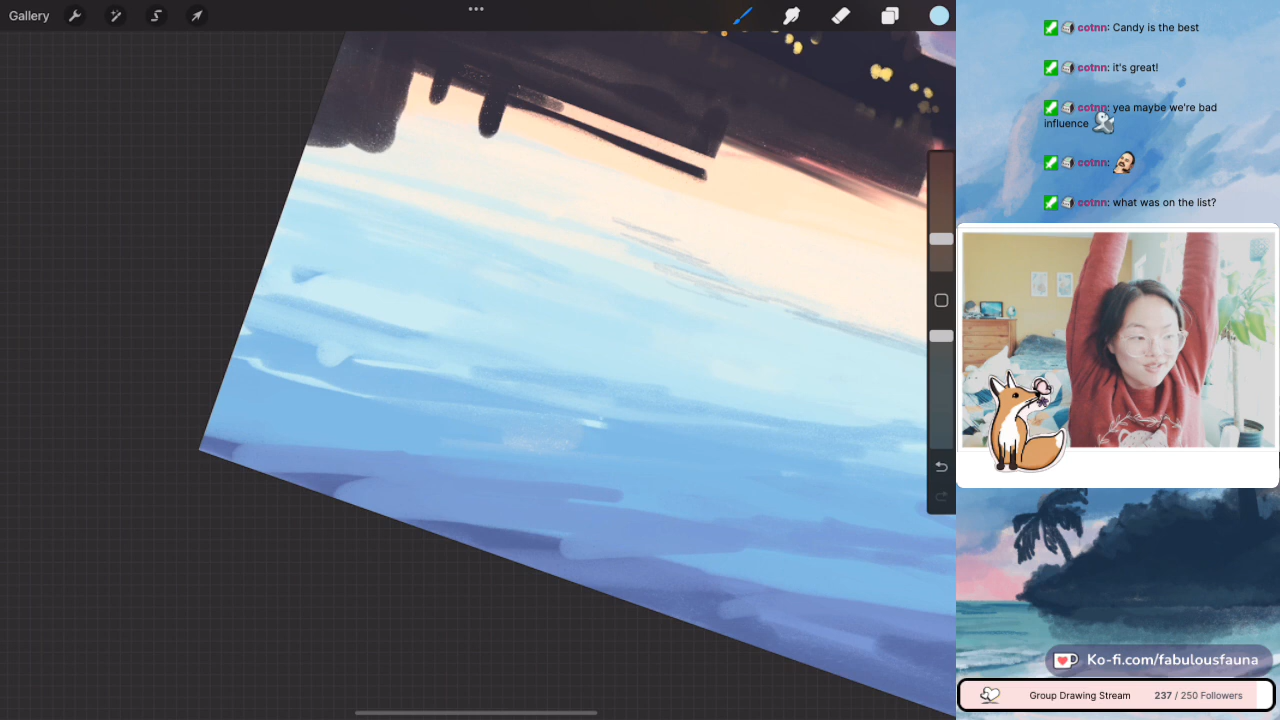 Gallery
cotnn: Candy is the best
cotnn: it's great!
cotnn: yea maybe we're bad
influence
cotnn:
cotnn: what was on the list?
Ko-fi.com/fabulousfauna
Group Drawing Stream 237 / 250 Followers